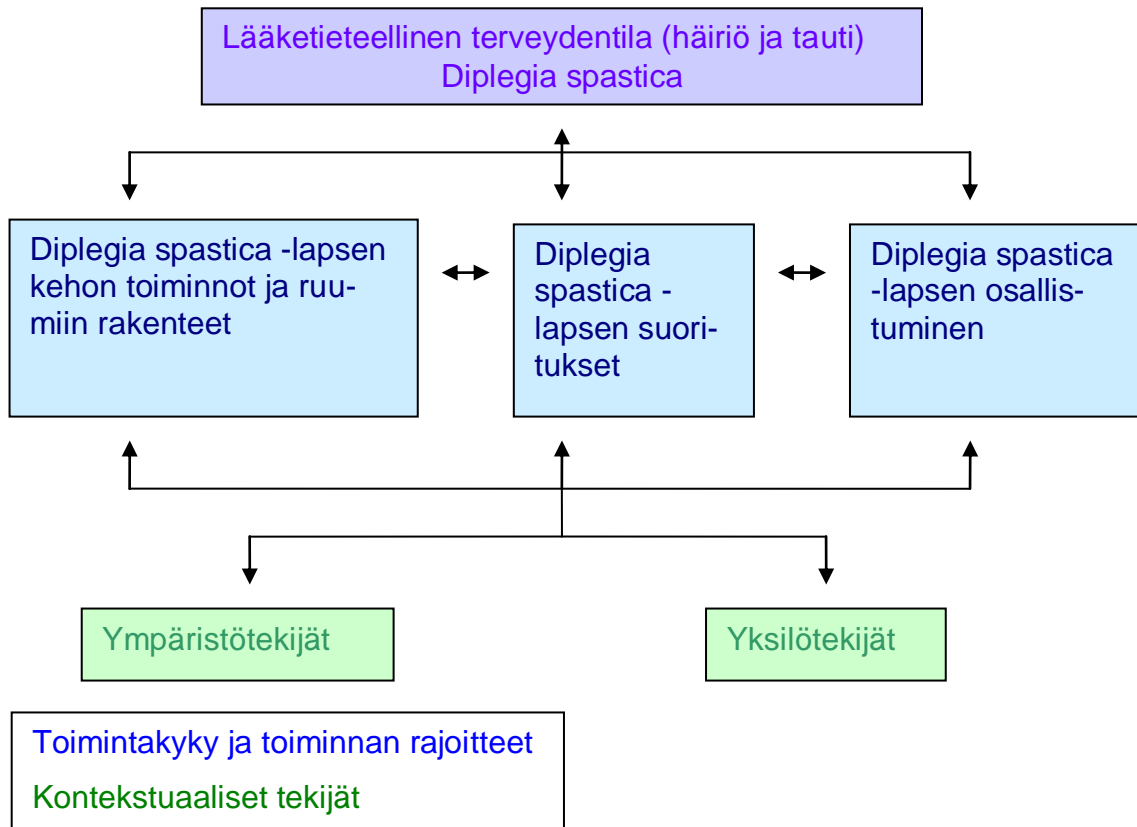 Lääketieteellinen terveydentila (häiriö ja tauti)
Diplegia spastica
Diplegia spastica -lapsen
kehon toiminnot ja ruu-
miin rakenteet
Diplegia
spastica -
lapsen suori-
tukset
Diplegia spastica
-lapsen osallis-
tuminen
Ympäristötekijät
Yksilötekijät
Toimintakyky ja toiminnan rajoitteet
Kontekstuaaliset tekijät